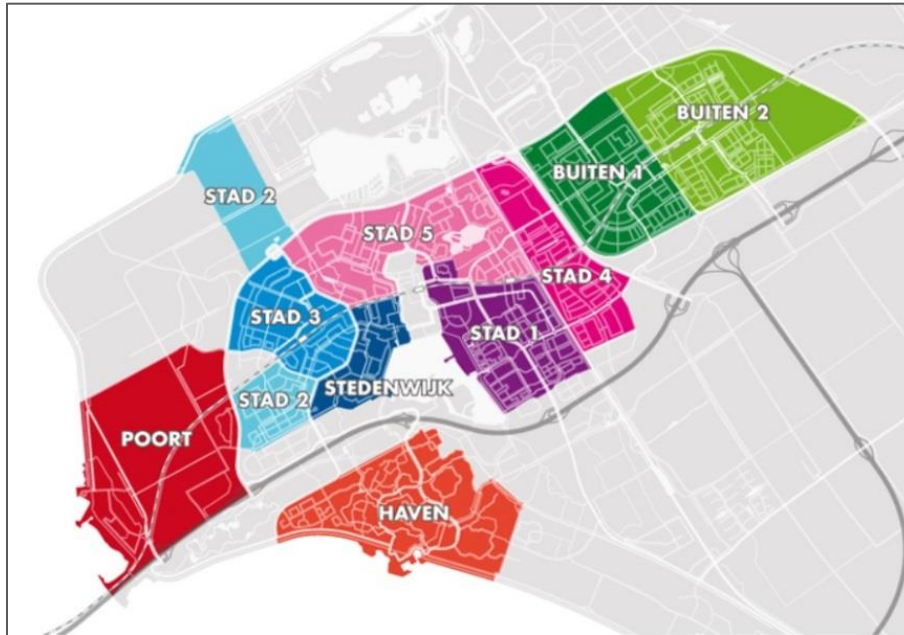 BUITEN 2
BUITEN 1
STAD 2
STAD 5
STAD 4
STAD 3
STAD 1
STEDENWIJK
STAD 2
POORT
HAVEN